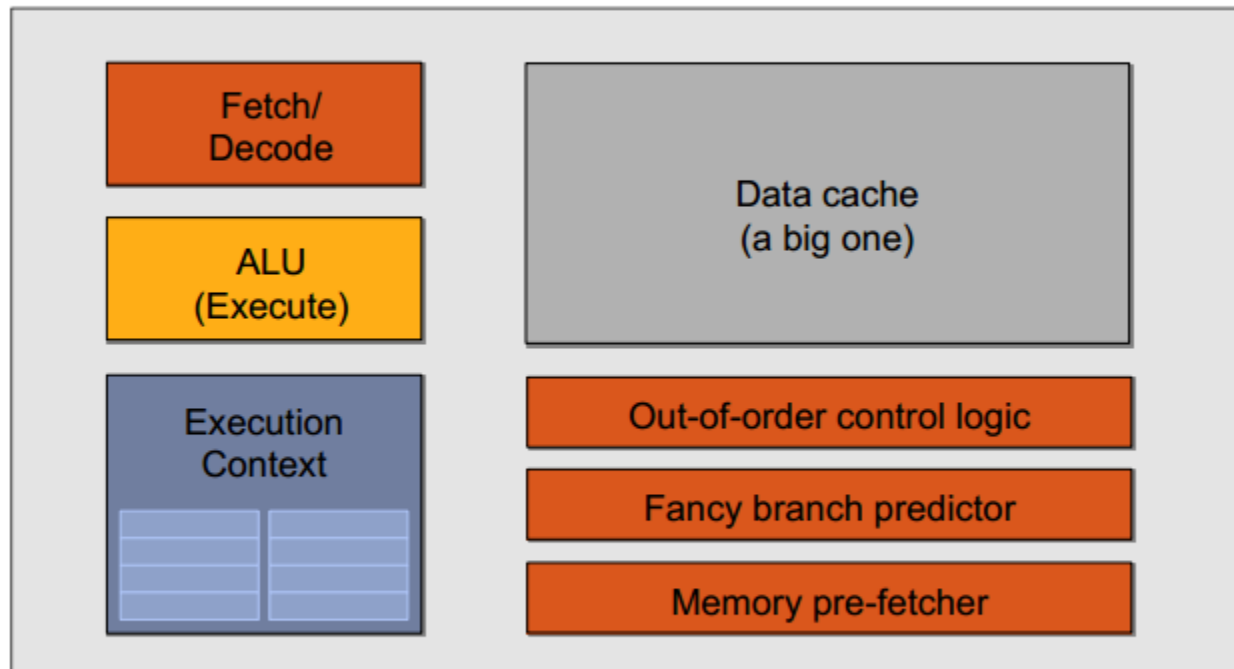 Fetch/
Decode
ALU
(Execute)
Execution
Context
Data cache
(a big one)
Out-of-order control logic
Fancy branch predictor
Memory pre-fetcher